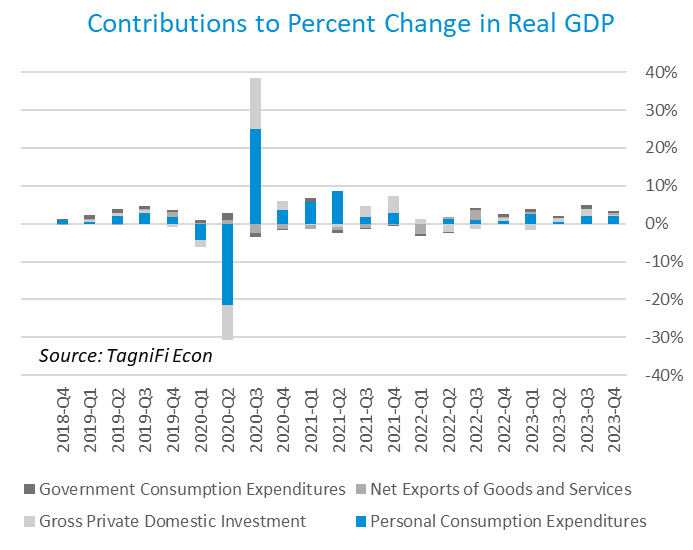 Contributions to Percent Change in Real GDP
40%
30%
20%
10%
0%
-10%
-20%
-30%
-40%
Source: TagniFi Econ
2018-Q4
2019-Q1
2019-Q2
2019-Q3
2019-Q4
2020-Q1
2020-Q2
2020-Q3
2020-Q4
2021-Q1
2021-Q2
2021-Q3
2021-Q4
2022-Q1
2022-Q2
2022-Q3
2022-Q4
2023-Q1
2023-Q2
2023-Q3
2023-Q4
Government Consumption Expenditures
Net Exports of Goods and Services
Gross Private Domestic Investment
Personal Consumption Expenditures